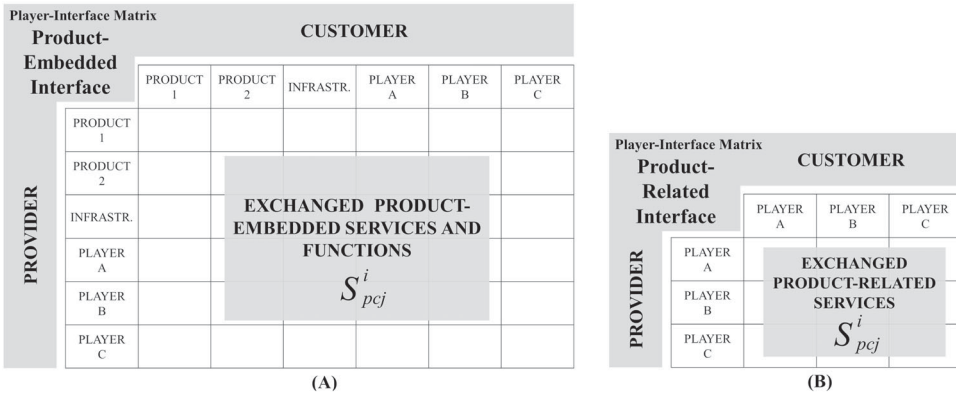 Player-Interface Matrix
Product-
Embedded
Interface
CUSTOMER
PRODUCT
1
PRODUCT
2
INFRASTR.
PLAYER
A
PLAYER
B
PLAYER
C
PROVIDER
PRODUCT
1
PRODUCT
2
INFRASTR.
PLAYER
A
PLAYER
B
PLAYER
C
EXCHANGED PRODUCT-
EMBEDDED SERVICES AND
FUNCTIONS
S^i_pcj
(A)
Player-Interface Matrix
Product-
Related
Interface
CUSTOMER
PLAYER
A
PLAYER
B
PLAYER
C
PROVIDER
PLAYER
A
PLAYER
B
PLAYER
C
EXCHANGED
PRODUCT-RELATED
SERVICES
S^i_pcj
(B)